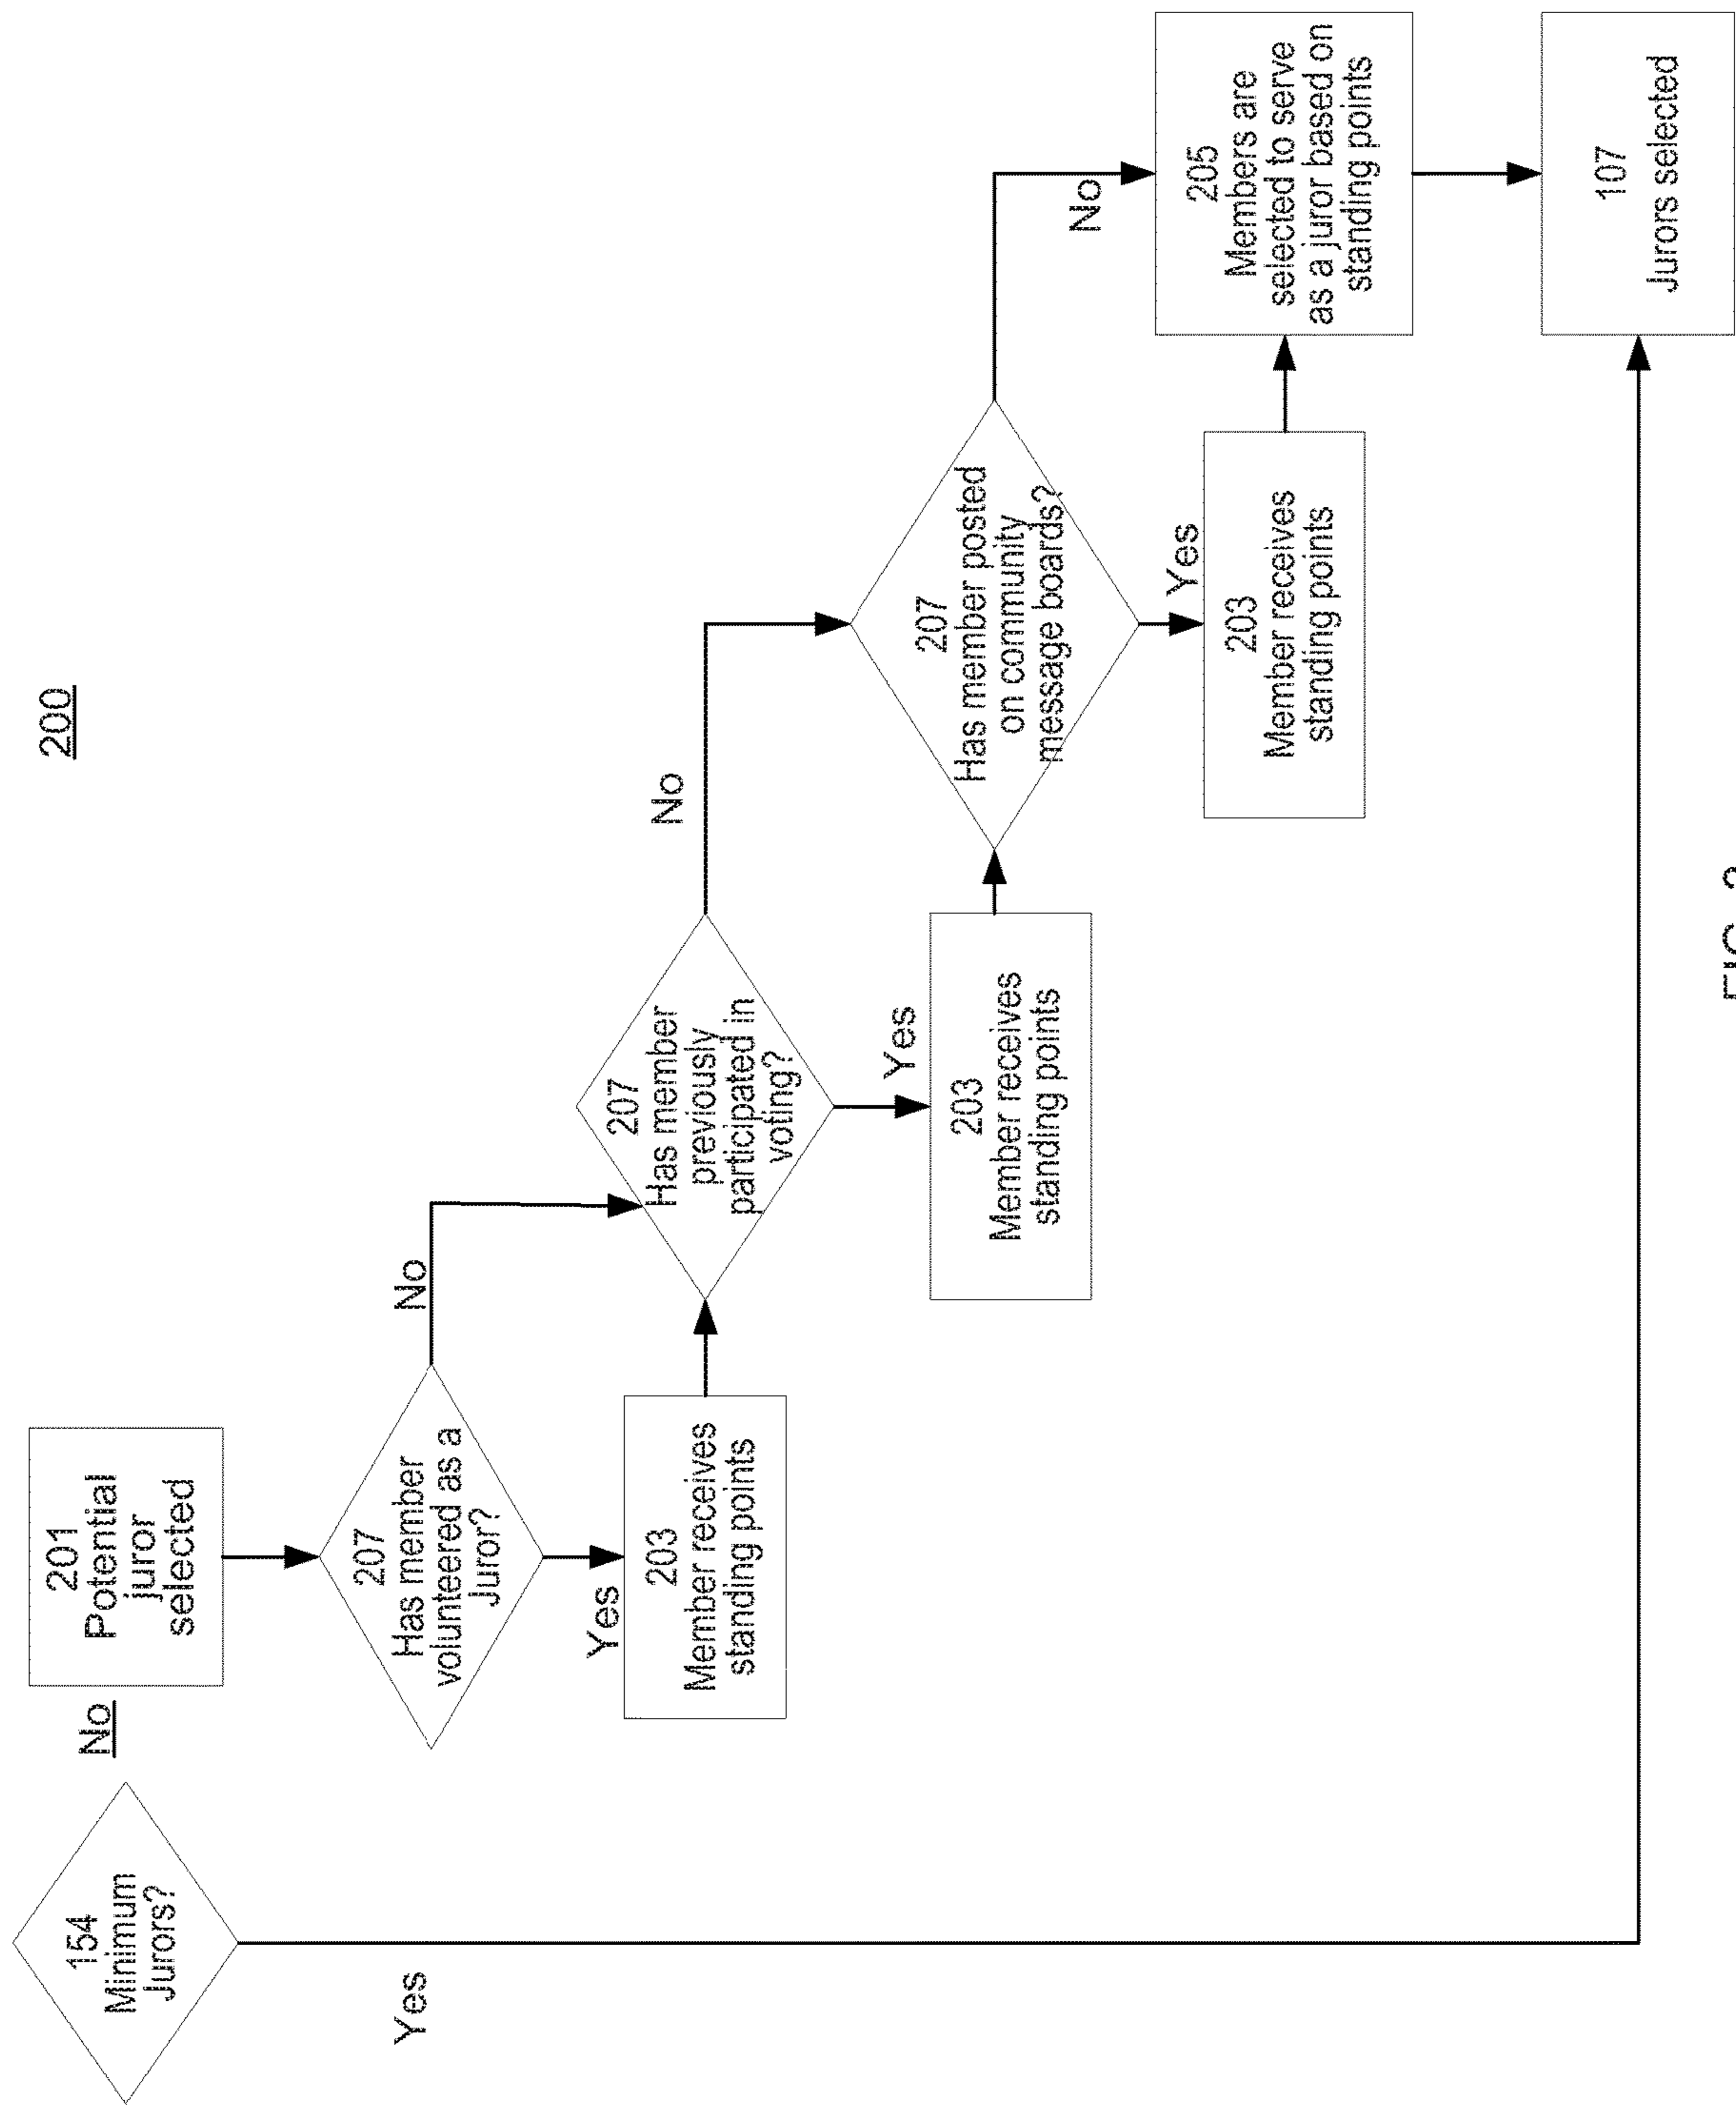 200
154
Minimum
Jurors?
No
Yes
201
Potential
juror
selected
207
Has member
volunteered as a
Juror?
No
Yes
203
Member receives
standing points
207
Has member
previously
participated in
voting?
No
Yes
203
Member receives
standing points
207
Has member posted
on community
message boards?
No
Yes
203
Member receives
standing points
205
Members are
selected to serve
as a juror based on
standing points
107
Jurors selected